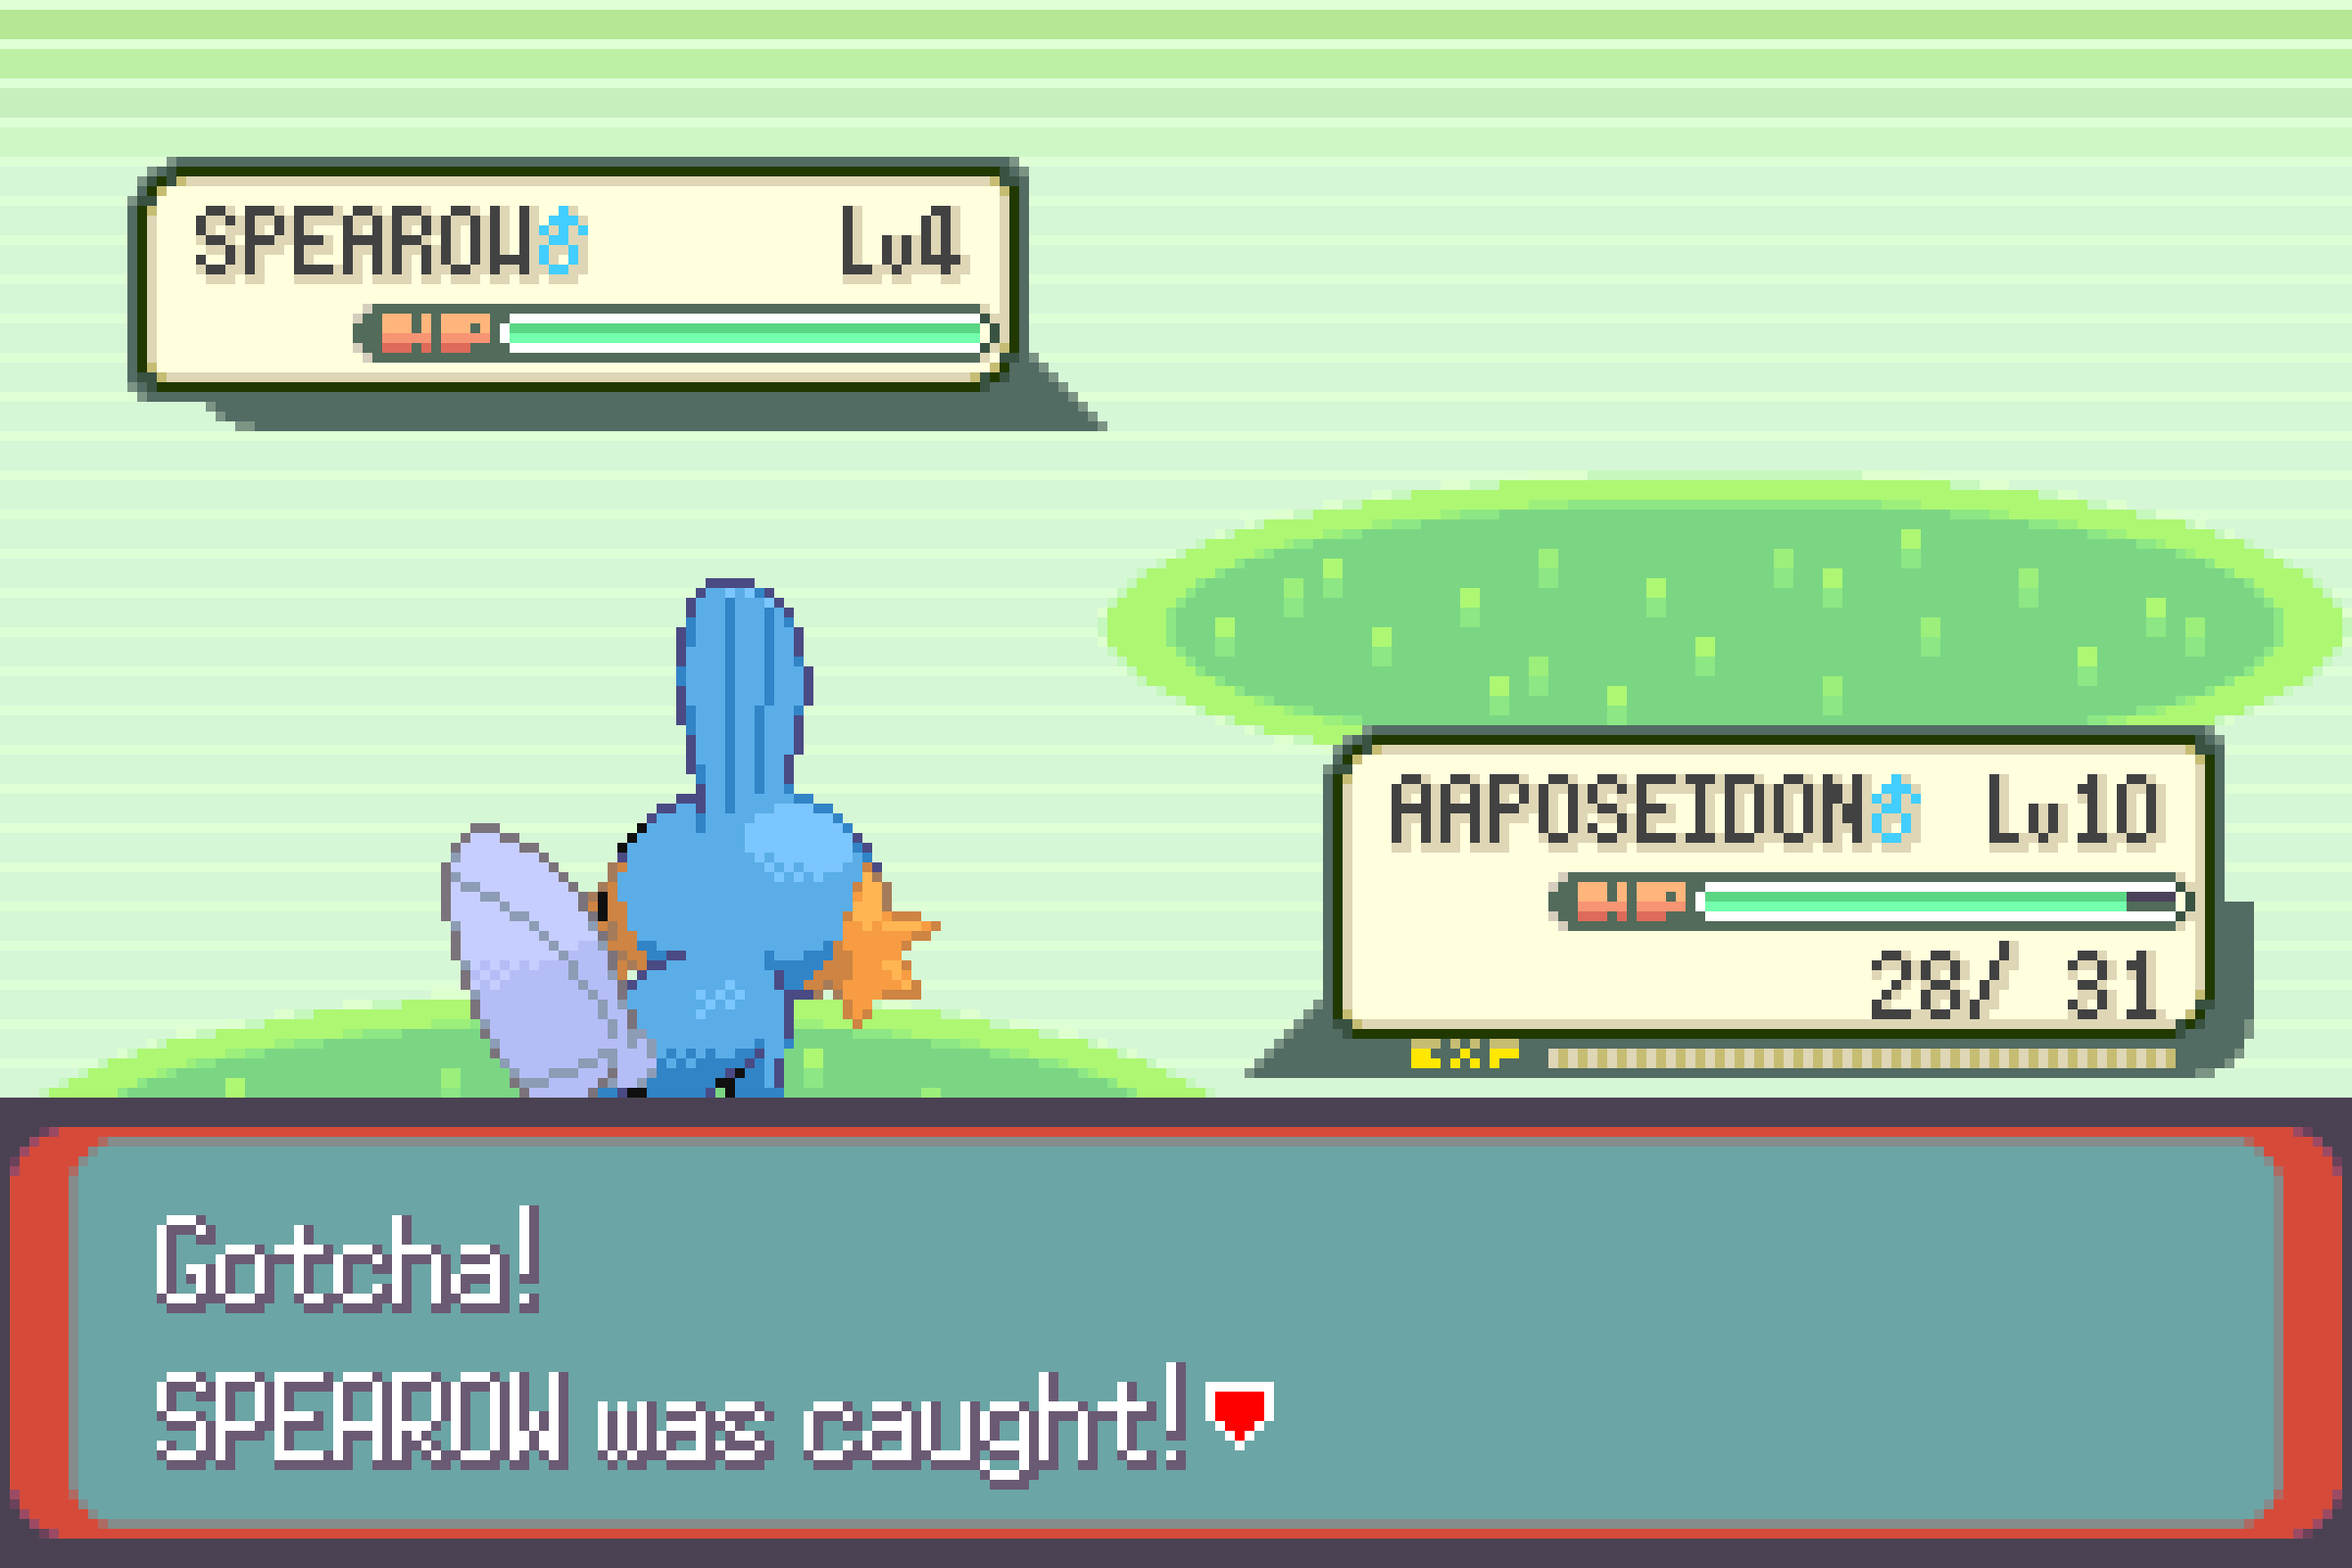 SPEAROW♂ Lv4
HP
AAPOSEIDON♂ Lv10
HP
28/ 31
EXP
Gotcha!
SPEAROW was caught!♥